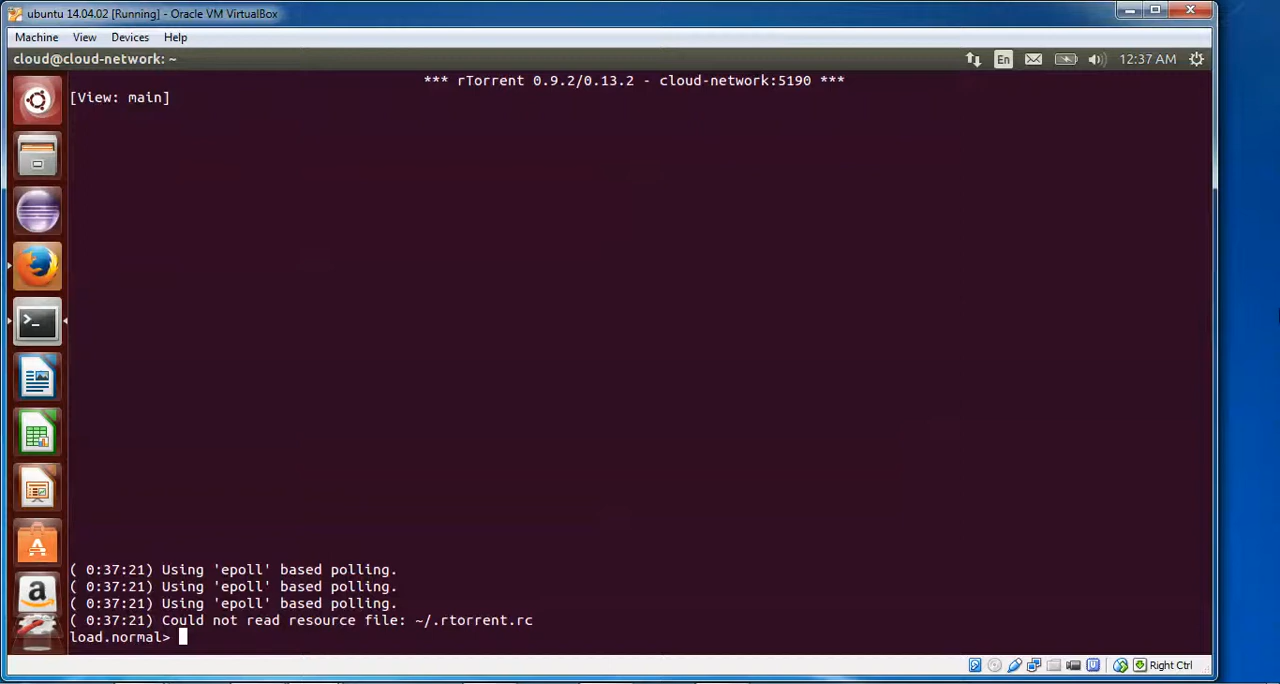 ubuntu 14.04.02 [Running] - Oracle VM VirtualBox
Machine View Devices Help
cloud@cloud-network: ~ En 12:37 AM
*** rTorrent 0.9.2/0.13.2 - cloud-network:5190 ***
[View: main]
( 0:37:21) Using 'epoll' based polling.
( 0:37:21) Using 'epoll' based polling.
( 0:37:21) Using 'epoll' based polling.
( 0:37:21) Could not read resource file: ~/.rtorrent.rc
load.normal>
Right Ctrl